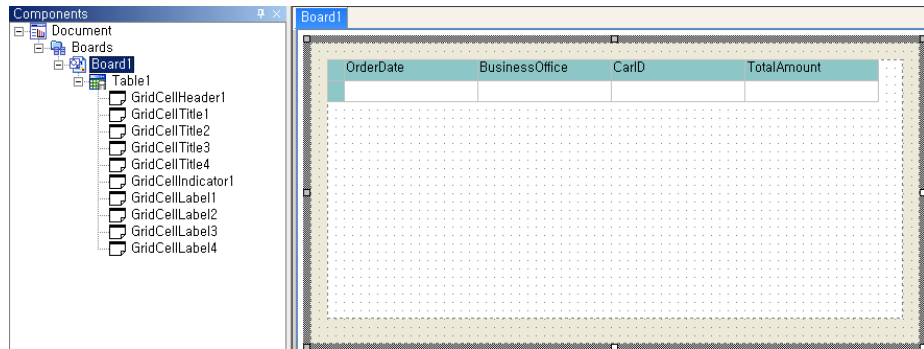 Components
Document
Boards
Board1
Table1
GridCellHeader1
GridCellTitle1
GridCellTitle2
GridCellTitle3
GridCellTitle4
GridCellIndicator1
GridCellLabel1
GridCellLabel2
GridCellLabel3
GridCellLabel4
Board1
OrderDate BusinessOffice CarID TotalAmount